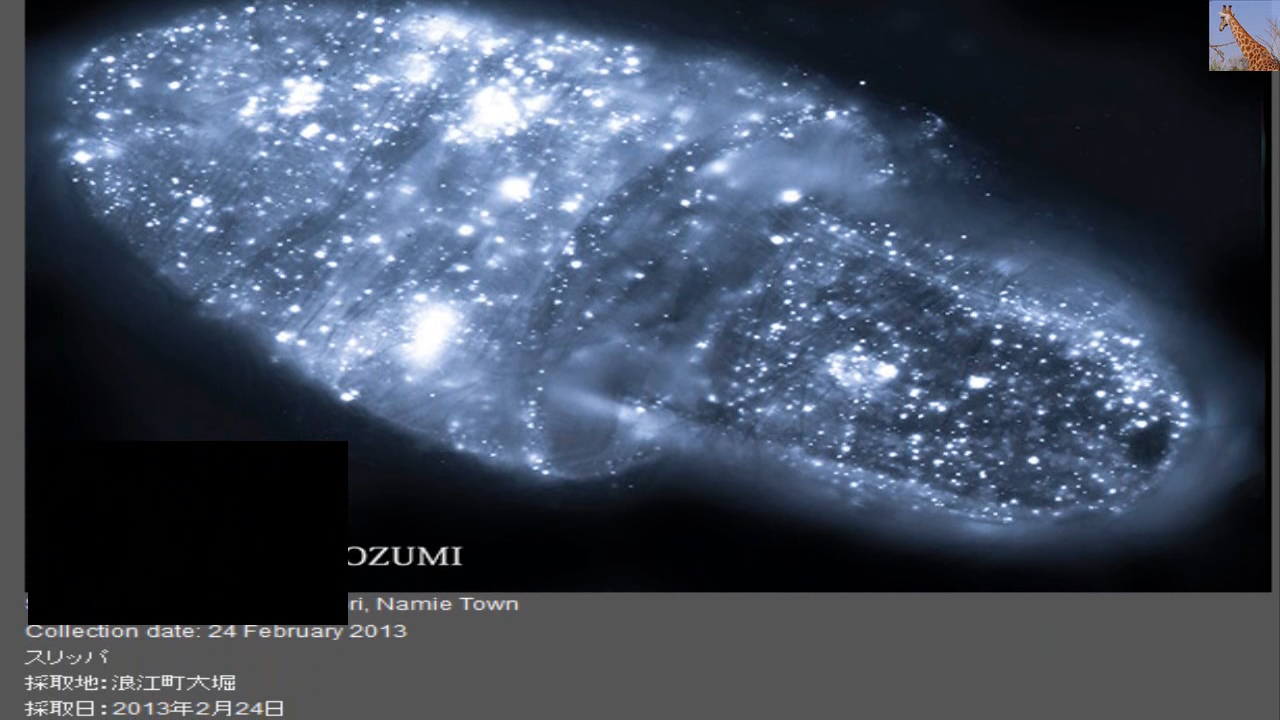 OZUMI
ri, Namie Town
Collection date: 24 February 2013
スリッパ
採取地:浪江町大堀
採取日:2013年2月24日